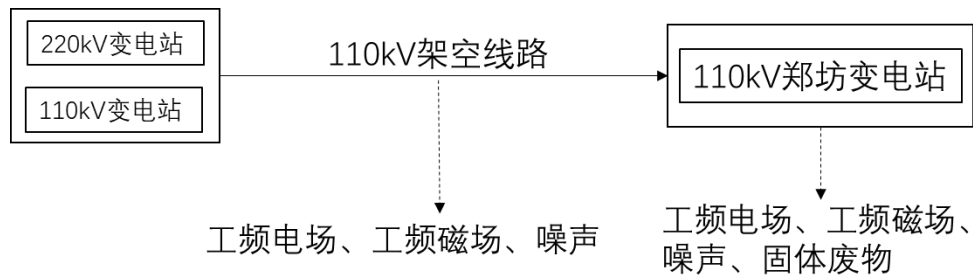 220kV变电站
110kV变电站
110kV架空线路
110kV郑坊变电站
工频电场、工频磁场、噪声
工频电场、工频磁场、
噪声、固体废物